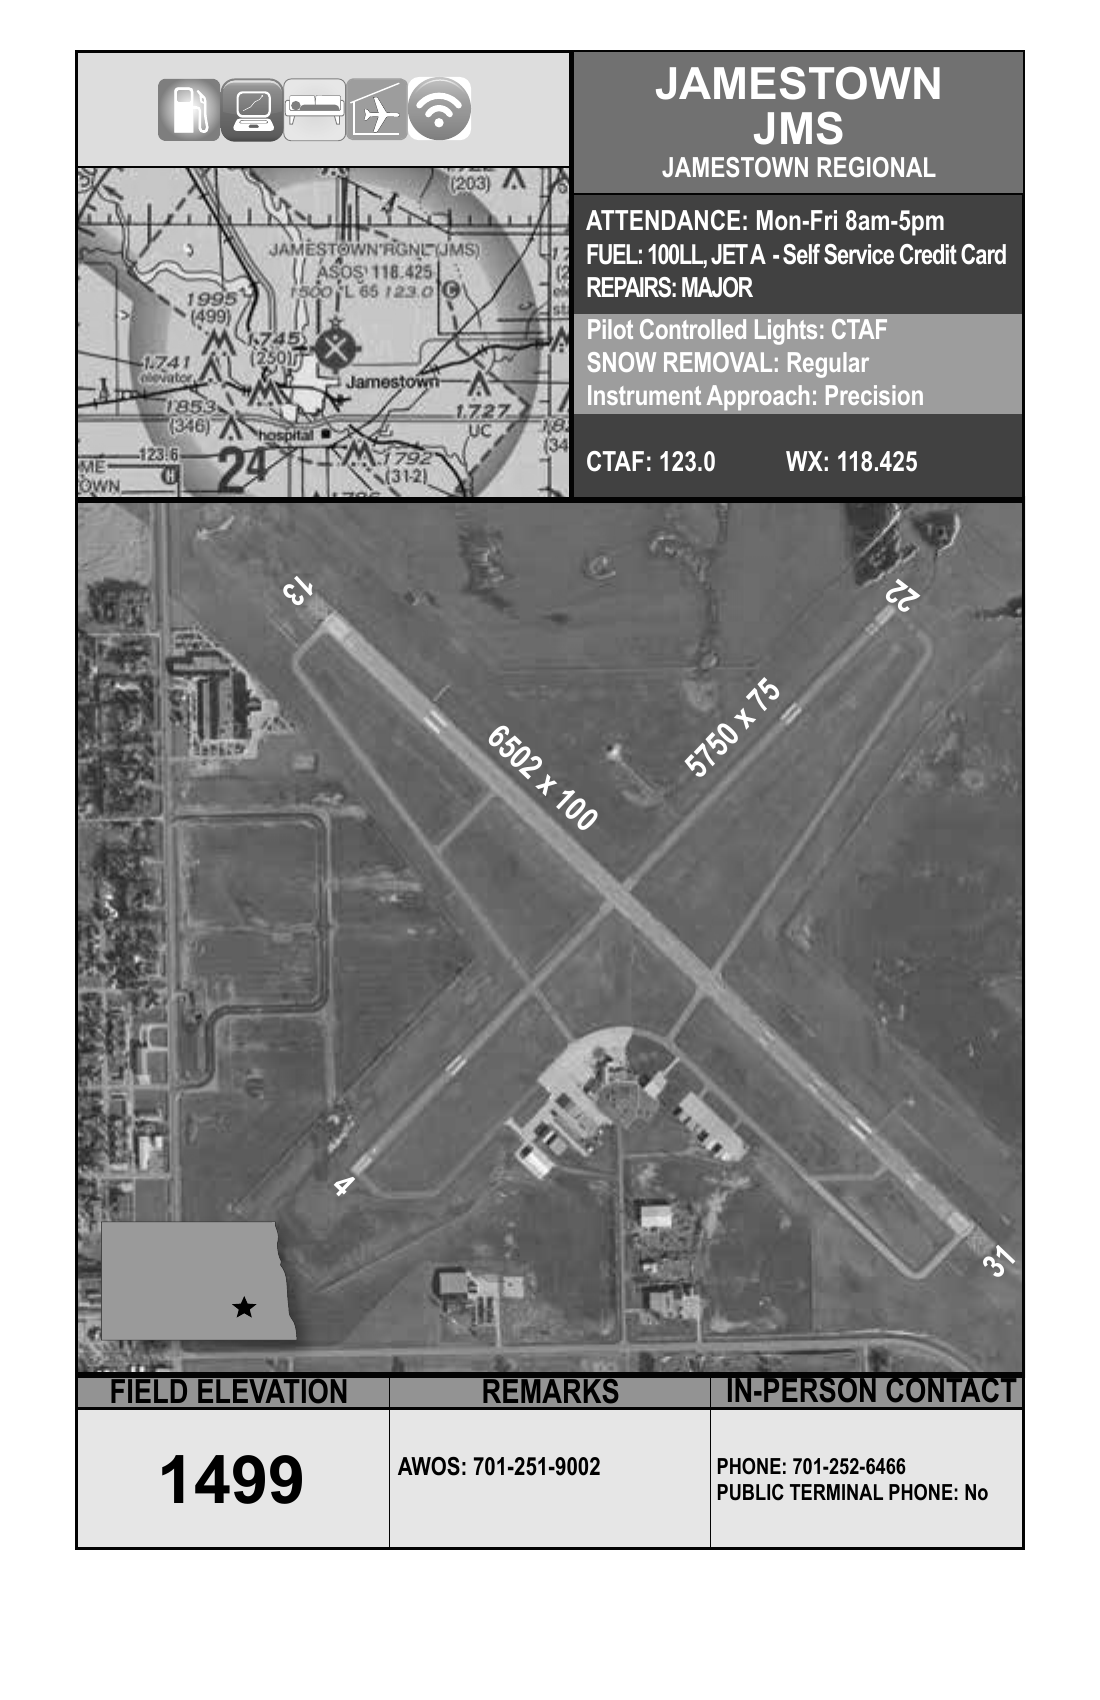 JAMESTOWN
JMS
JAMESTOWN REGIONAL
ATTENDANCE: Mon-Fri 8am-5pm
FUEL: 100LL, JET A - Self Service Credit Card
REPAIRS: MAJOR
Pilot Controlled Lights: CTAF
SNOW REMOVAL: Regular
Instrument Approach: Precision
CTAF: 123.0 WX: 118.425
(203)
JAMESTOWN RGNL (JMS)
ASOS 118.425
1500 *L 65 123.0 C
1995
(499)
1745
(250)
1741
elevator
Jamestown
1853
(346)
1727
UC
hospital
123.6
H
OWN
24
1792
(312)
13
22
6502 x 100
5750 x 75
4
31
FIELD ELEVATION
REMARKS
IN-PERSON CONTACT
1499
AWOS: 701-251-9002
PHONE: 701-252-6466
PUBLIC TERMINAL PHONE: No